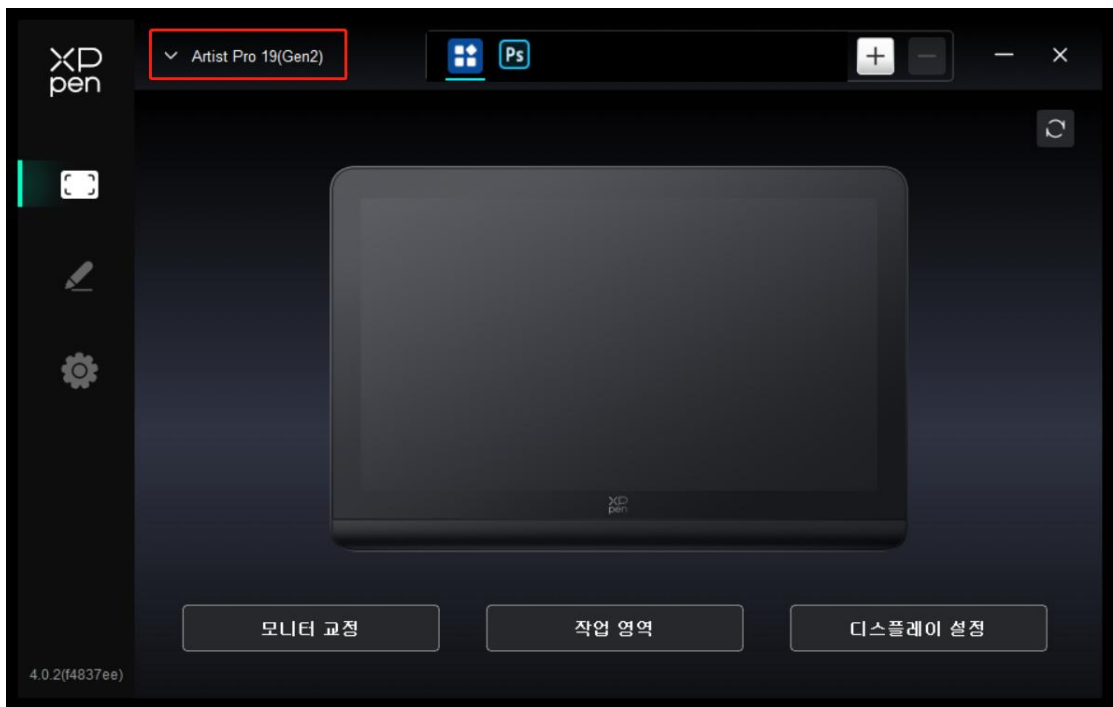 XP
pen
Artist Pro 19(Gen2)
Ps
XP
pen
모니터 교정
작업 영역
디스플레이 설정
4.0.2(f4837ee)